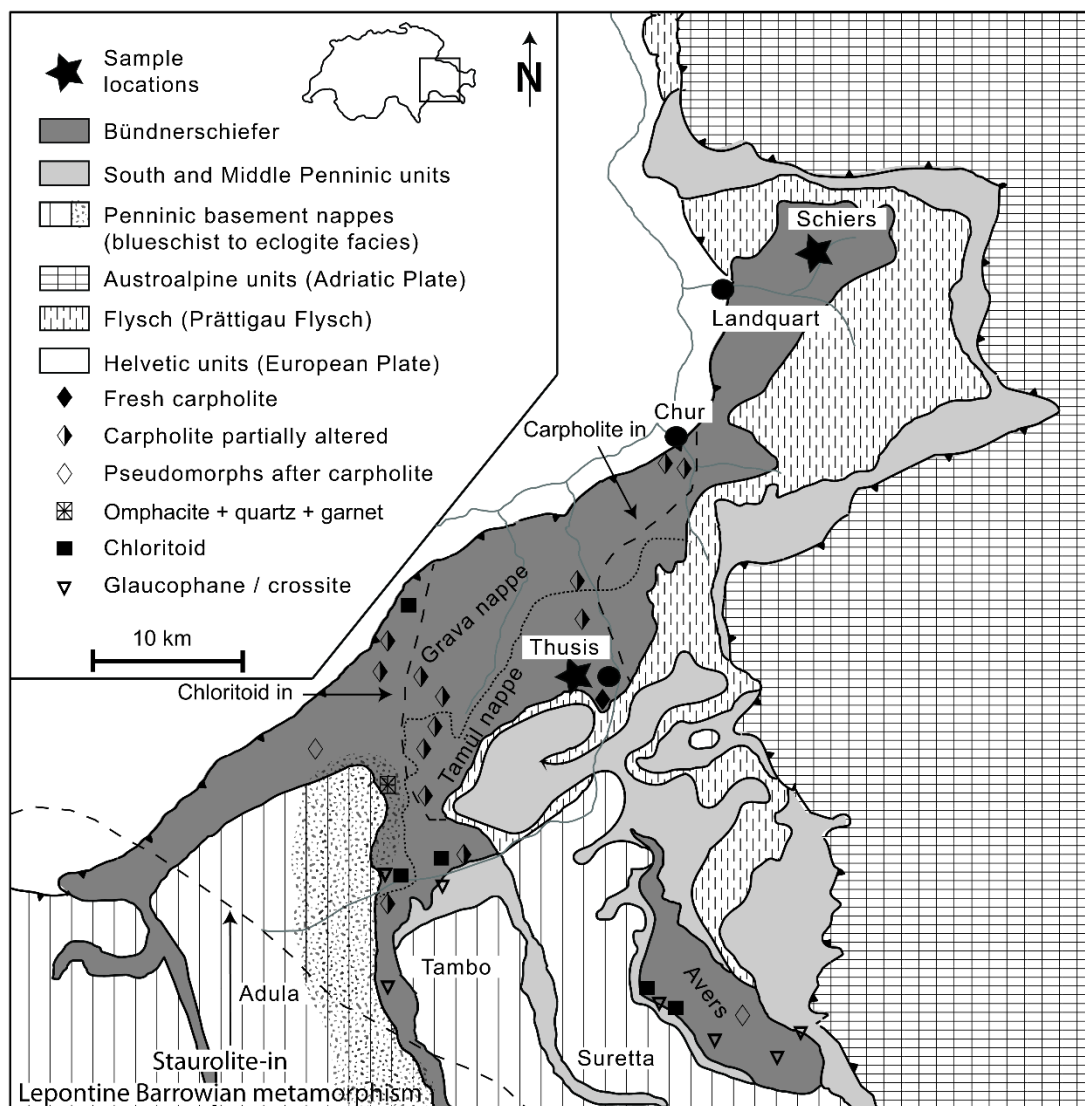 Sample
locations
N
Bündnerschiefer
South and Middle Penninic units
Penninic basement nappes
(blueschist to eclogite facies)
Austroalpine units (Adriatic Plate)
Flysch (Prättigau Flysch)
Helvetic units (European Plate)
Fresh carpholite
Carpholite partially altered
Pseudomorphs after carpholite
Omphacite + quartz + garnet
Chloritoid
Glaucophane / crossite
10 km
Schiers
Landquart
Chur
Carpholite in
Grava nappe
Thusis
Chloritoid in
Tamül nappe
Adula
Tambo
Avers
Suretta
Staurolite-in
Lepontine Barrowian metamorphism